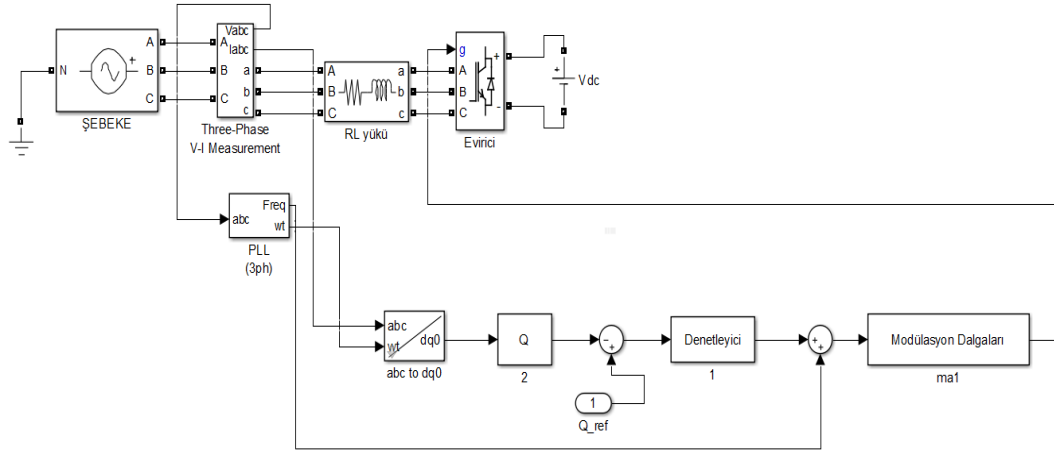 Vabc
Iabc
N
A
B
C
A
B
C
a
b
c
A
B
C
a
b
c
g
A
B
C
+
-
+
Vdc
ŞEBEKE
Three-Phase
V-I Measurement
RL yükü
Evirici
abc
Freq
wt
PLL
(3ph)
abc
wt
dq0
abc to dq0
Q
2
-
+
Denetleyici
1
+
+
Modülasyon Dalgaları
ma1
1
Q_ref